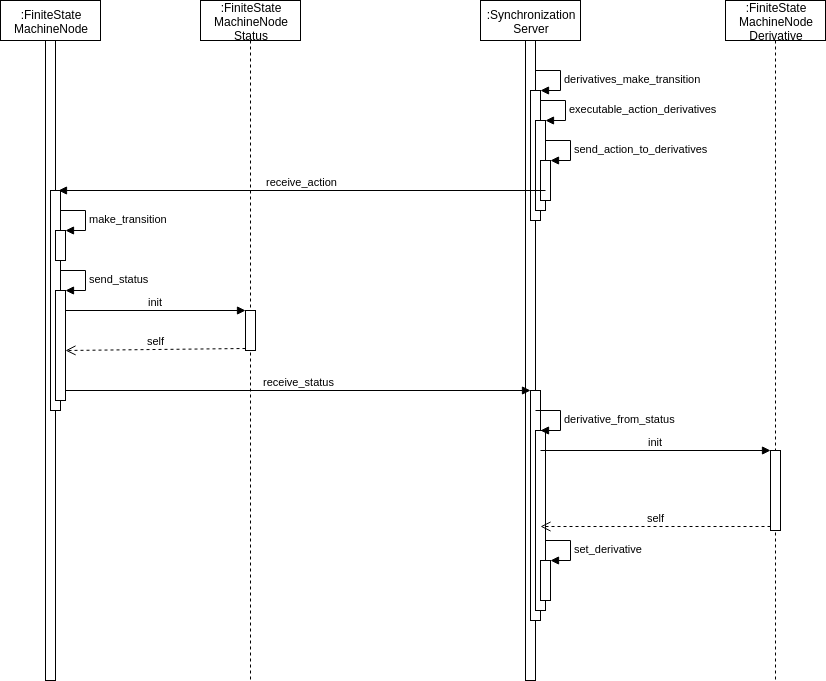 :FiniteState
MachineNode
:FiniteState
MachineNode
Status
:Synchronization
Server
:FiniteState
MachineNode
Derivative
derivatives_make_transition
executable_action_derivatives
send_action_to_derivatives
receive_action
make_transition
send_status
init
self
receive_status
derivative_from_status
init
self
set_derivative